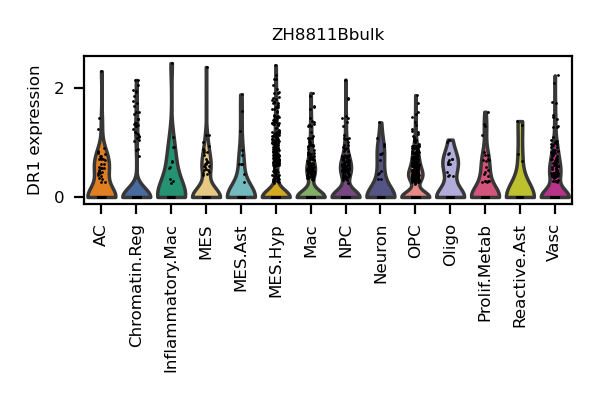 ZH8811Bbulk
DR1 expression
2
0
AC
Chromatin.Reg
Inflammatory.Mac
MES
MES.Ast
MES.Hyp
Mac
NPC
Neuron
OPC
Oligo
Prolif.Metab
Reactive.Ast
Vasc